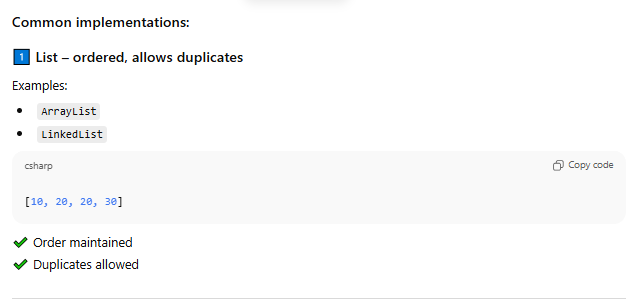 Common implementations:
1 List – ordered, allows duplicates
Examples:
• ArrayList
• LinkedList
csharp Copy code
[10, 20, 20, 30]
✔ Order maintained
✔ Duplicates allowed